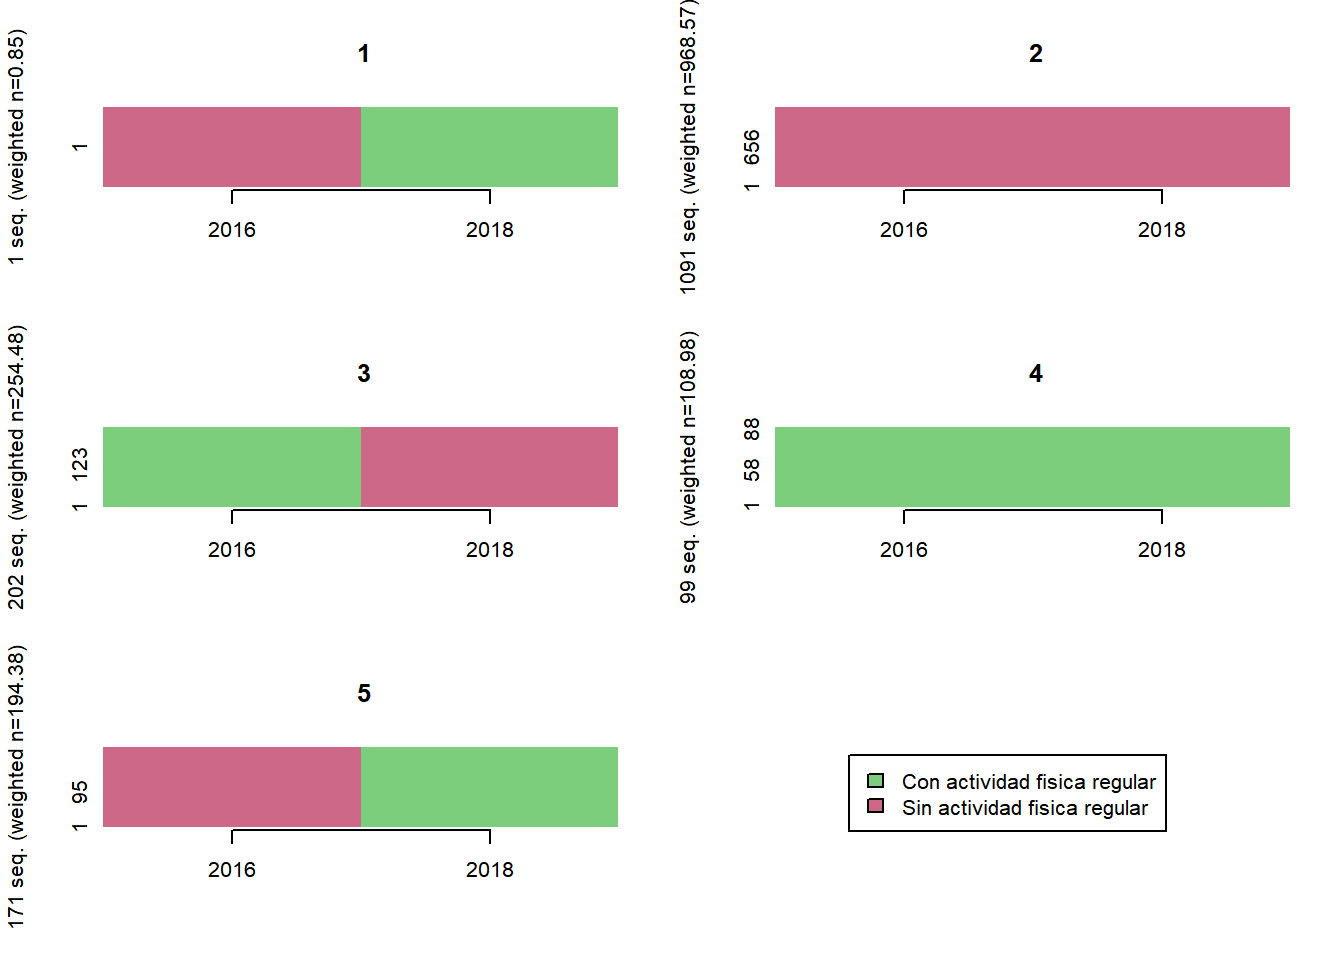 1
1 seq. (weighted n=0.85)
1
2016 2018
2
1091 seq. (weighted n=968.57)
1 656
2016 2018
3
202 seq. (weighted n=254.48)
1 123
2016 2018
4
99 seq. (weighted n=108.98)
1 58 88
2016 2018
5
171 seq. (weighted n=194.38)
1 95
2016 2018
Con actividad fisica regular
Sin actividad fisica regular